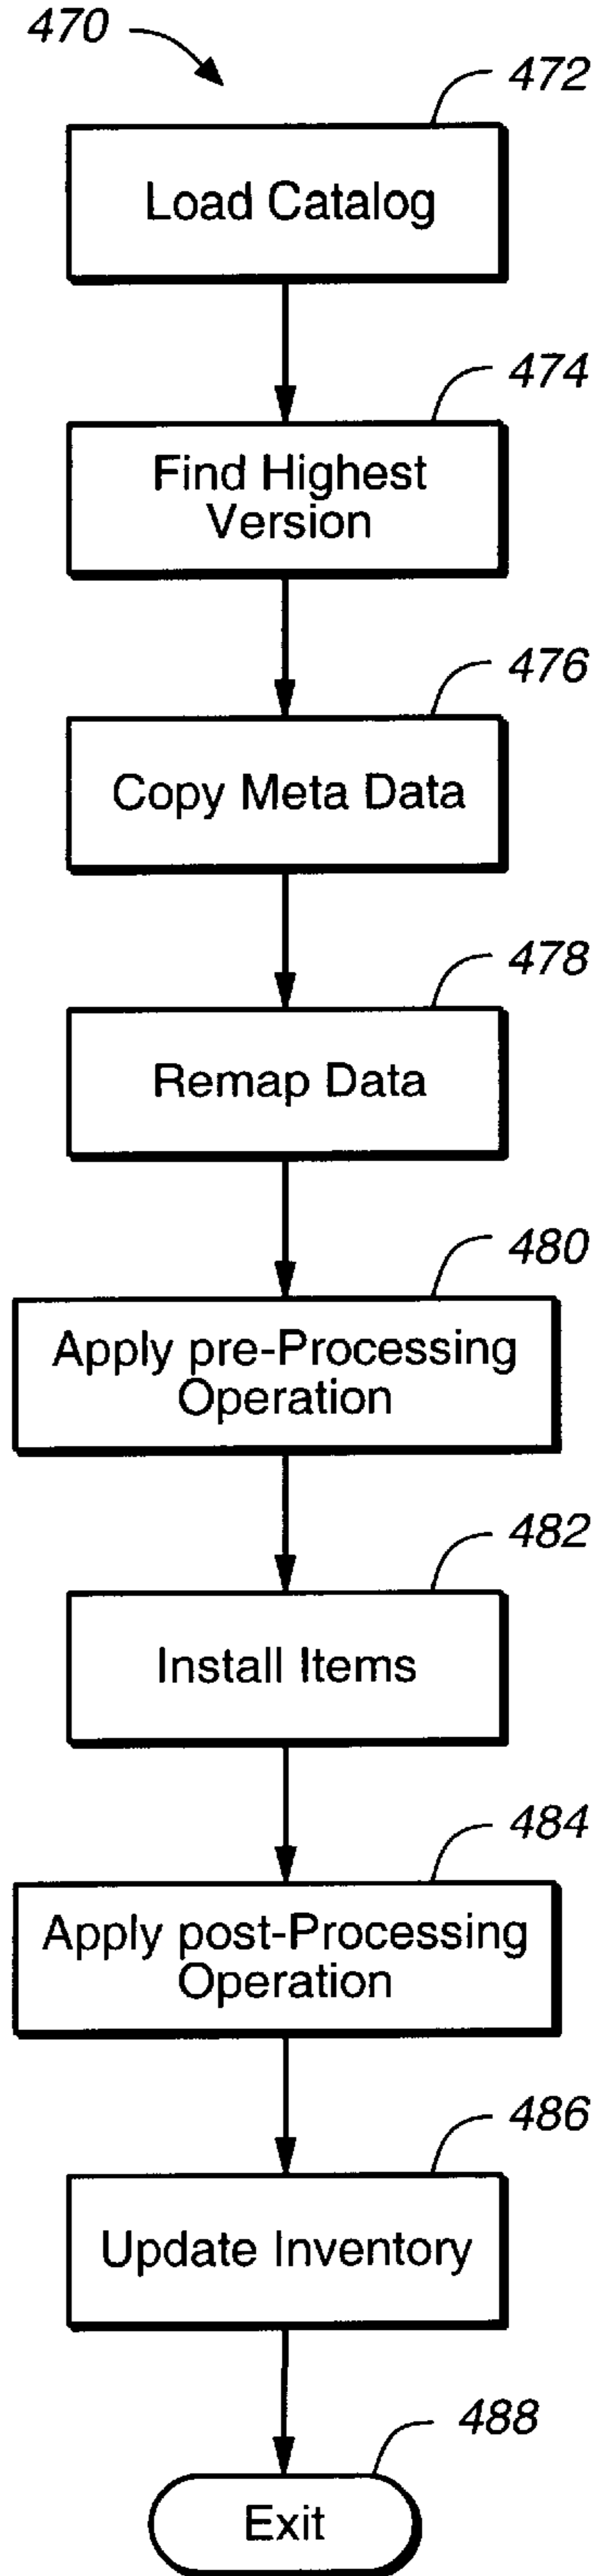 470
472
Load Catalog
474
Find Highest
Version
476
Copy Meta Data
478
Remap Data
480
Apply pre-Processing
Operation
482
Install Items
484
Apply post-Processing
Operation
486
Update Inventory
488
Exit